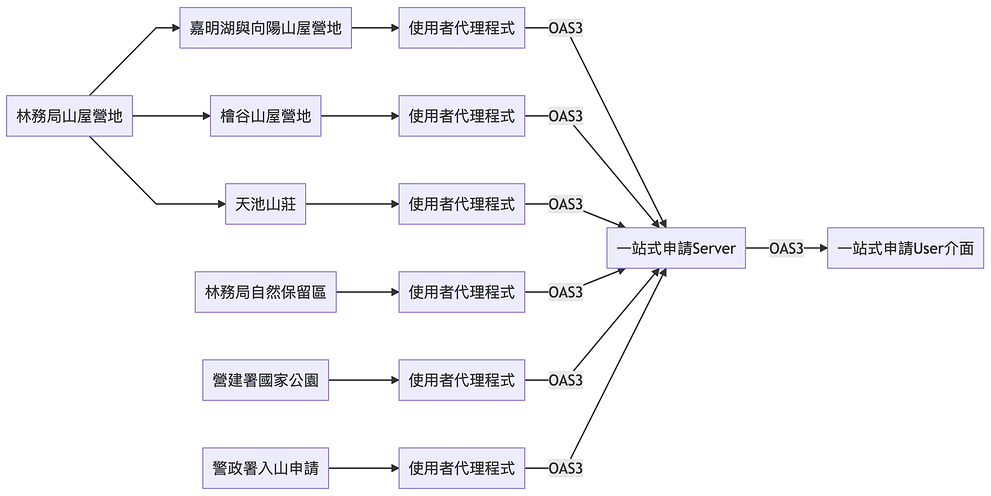 嘉明湖與向陽山屋營地
使用者代理程式
OAS3
林務局山屋營地
檜谷山屋營地
使用者代理程式
OAS3
天池山莊
使用者代理程式
OAS3
一站式申請Server
OAS3
一站式申請User介面
林務局自然保留區
使用者代理程式
OAS3
營建署國家公園
使用者代理程式
OAS3
警政署入山申請
使用者代理程式
OAS3